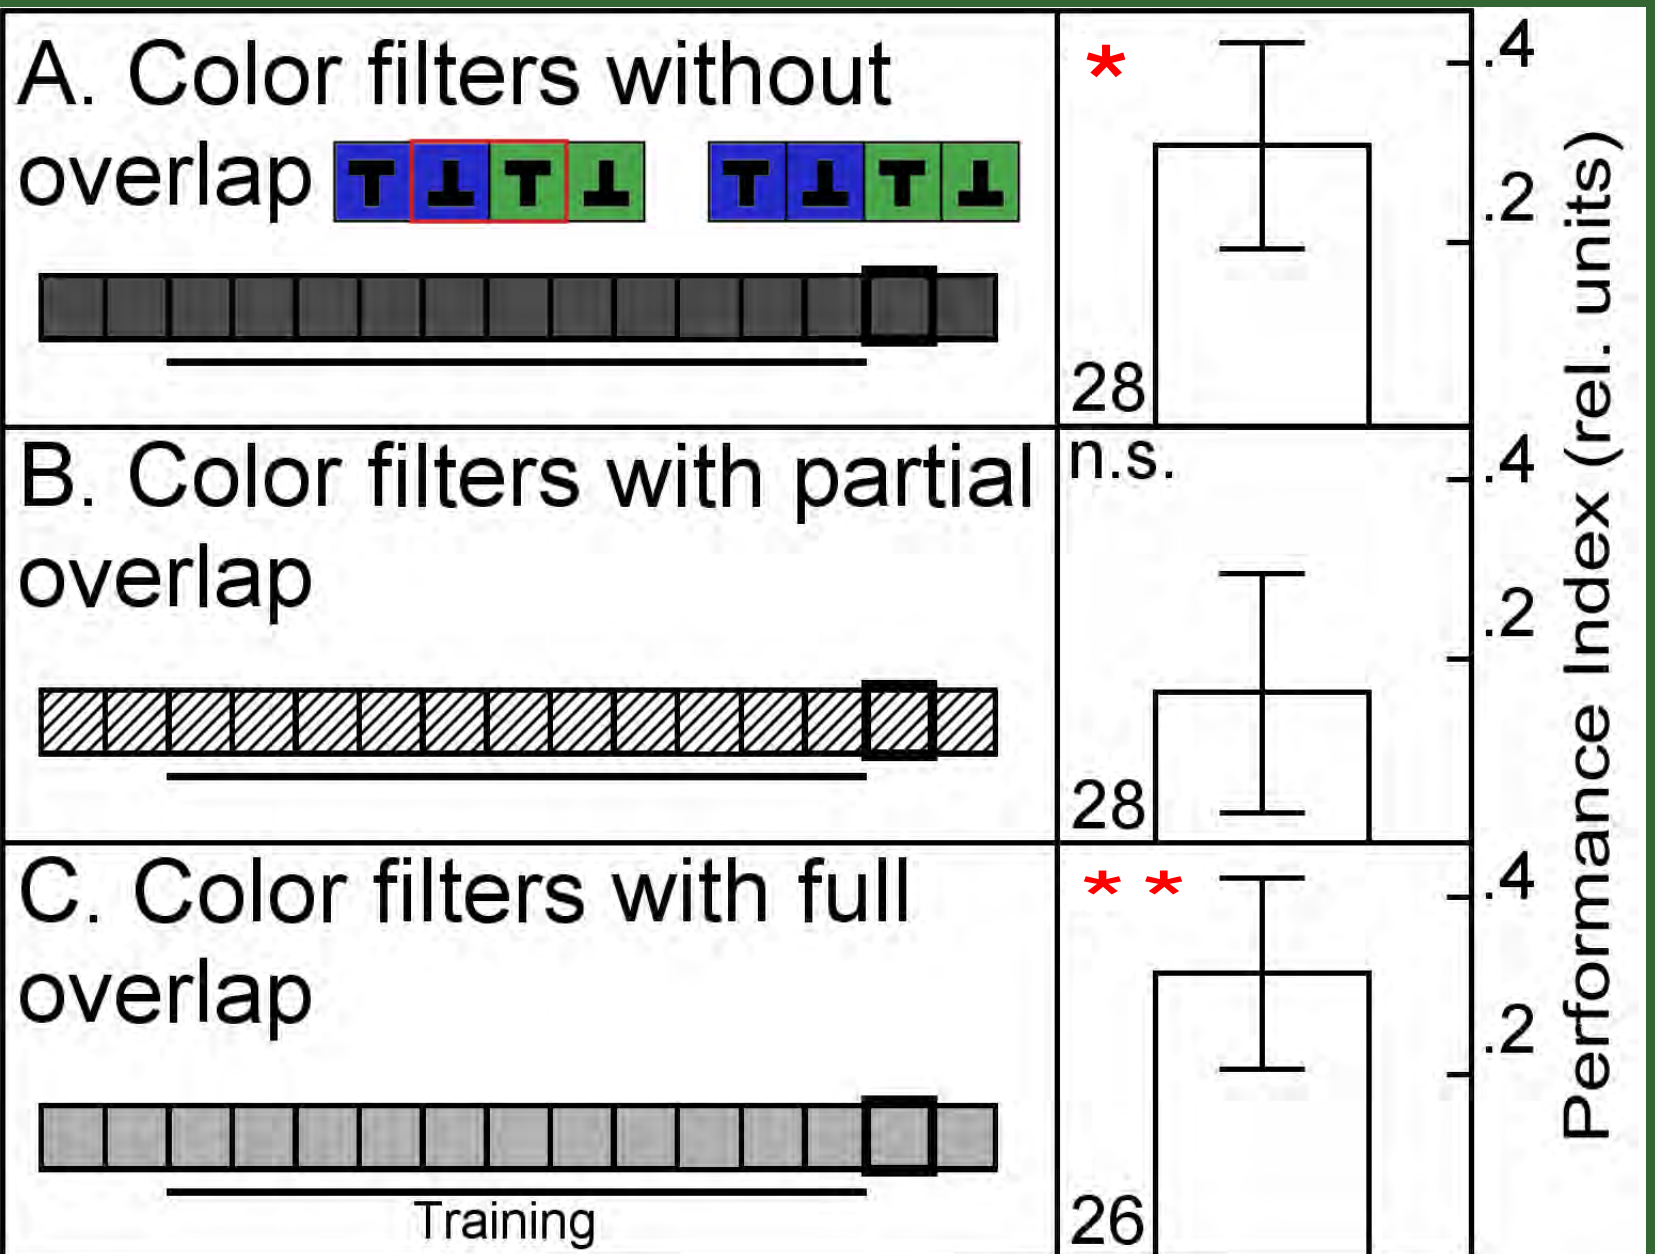 A. Color filters without
overlap
*
28
.4
.2
B. Color filters with partial
overlap
n.s.
28
.4
.2
C. Color filters with full
overlap
Training
* *
26
.4
.2
Performance Index (rel. units)